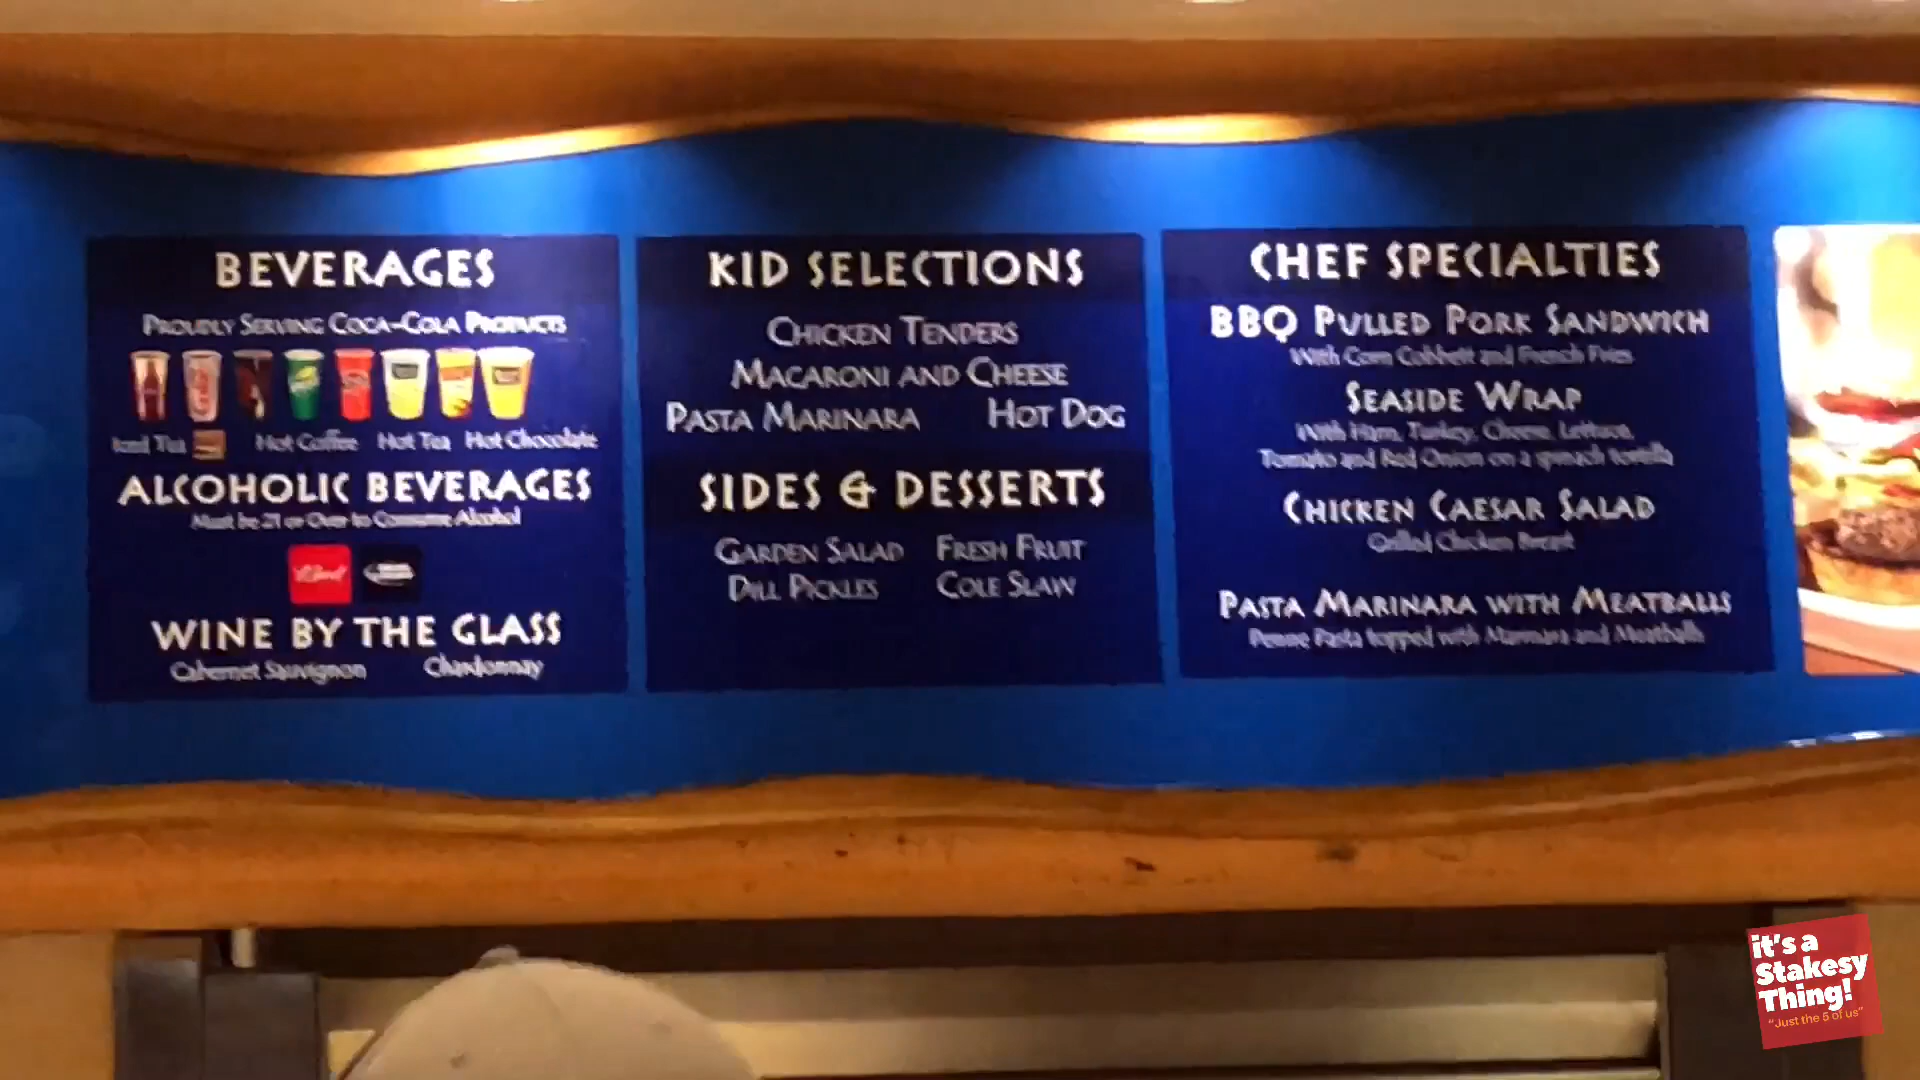 BEVERAGES
PROUDLY SERVING COCA-COLA PRODUCTS
Iced Tea Hot Coffee Hot Tea Hot Chocolate
ALCOHOLIC BEVERAGES
Must be 21 or Over to Consume Alcohol
WINE BY THE GLASS
Cabernet Sauvignon Chardonnay
KID SELECTIONS
CHICKEN TENDERS
MACARONI AND CHEESE
PASTA MARINARA HOT DOG
SIDES & DESSERTS
GARDEN SALAD FRESH FRUIT
DILL PICKLES COLE SLAW
CHEF SPECIALTIES
BBQ PULLED PORK SANDWICH
With Corn Cobbett and French Fries
SEASIDE WRAP
With Ham, Turkey, Cheese, Lettuce,
Tomato and Red Onion on a spinach tortilla
CHICKEN CAESAR SALAD
Grilled Chicken Breast
PASTA MARINARA WITH MEATBALLS
Penne Pasta topped with Marinara and Meatballs
it's a
Stakesy
Thing!
"Just the 5 of us"